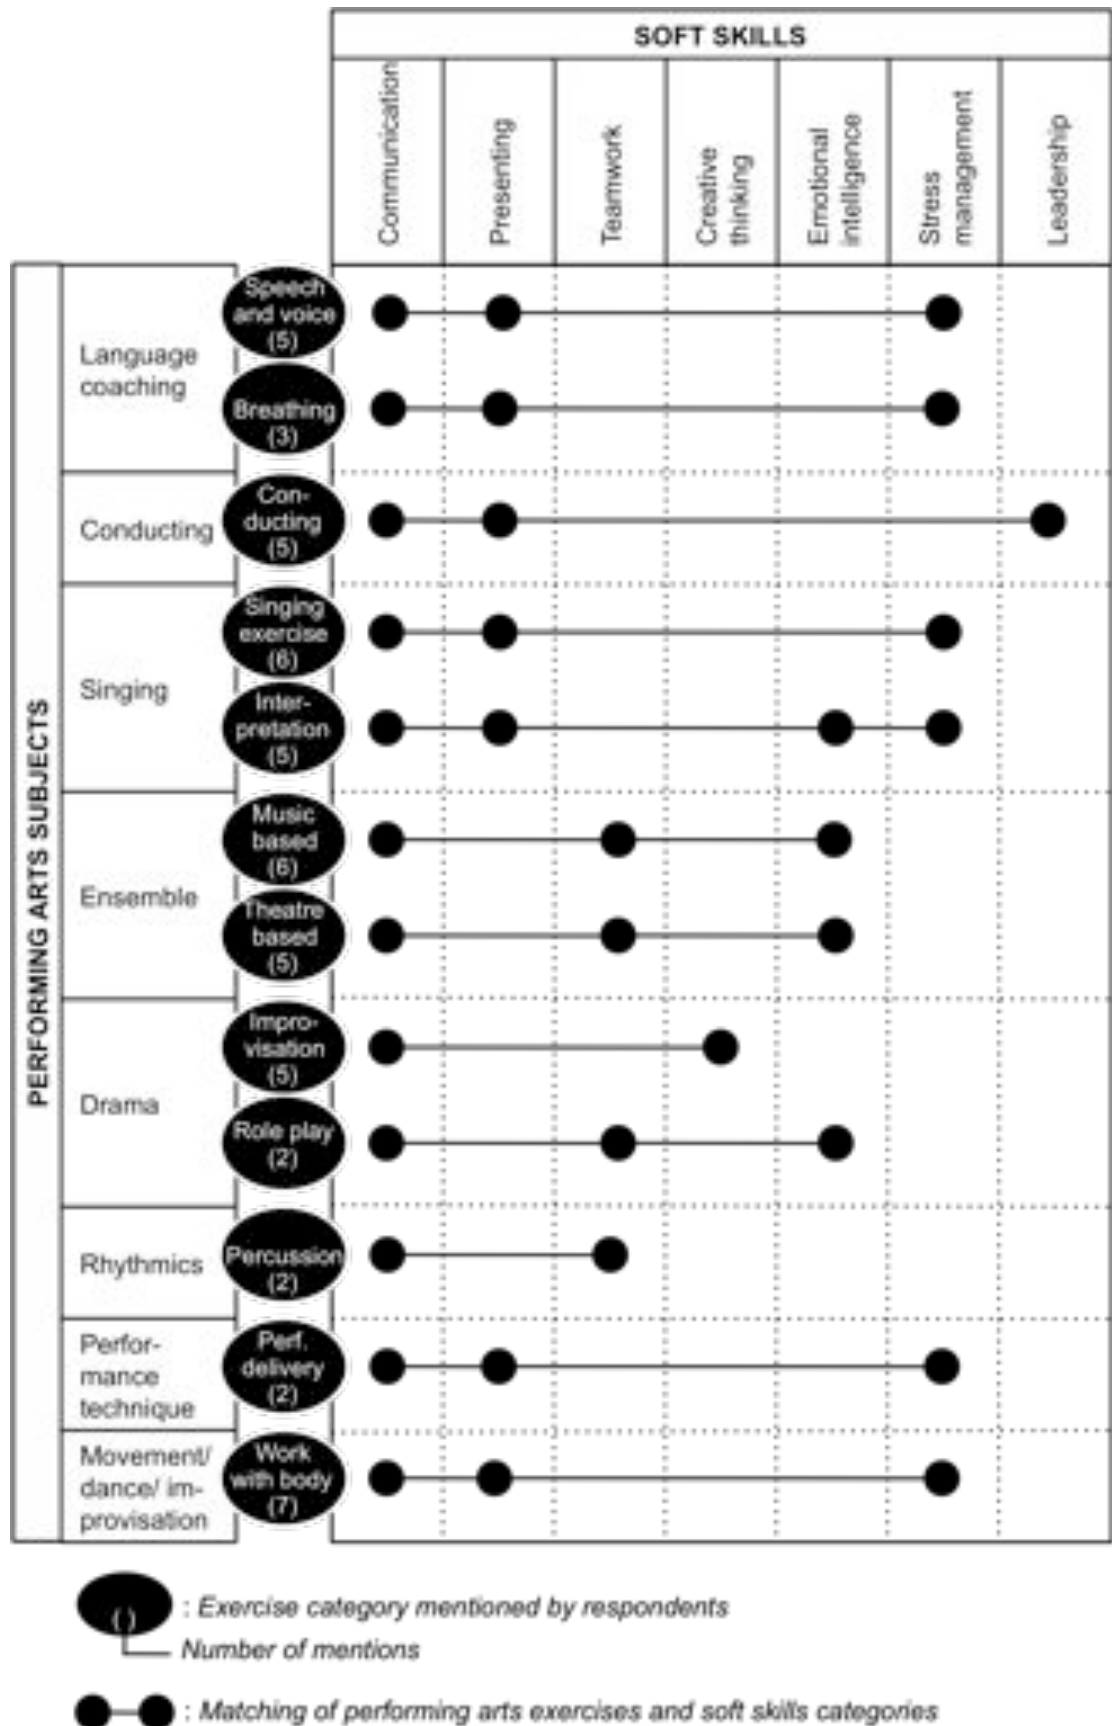 SOFT SKILLS
Communication
Presenting
Teamwork
Creative
thinking
Emotional
intelligence
Stress
management
Leadership
PERFORMING ARTS SUBJECTS
Language
coaching
Speech
and voice
(5)
Breathing
(3)
Conducting
Con-
ducting
(5)
Singing
Singing
exercise
(6)
Inter-
pretation
(5)
Ensemble
Music
based
(6)
Theatre
based
(5)
Drama
Impro-
visation
(5)
Role play
(2)
Rhythmics
Percussion
(2)
Perfor-
mance
technique
Perf.
delivery
(2)
Movement/
dance/ im-
provisation
Work
with body
(7)
( ) : Exercise category mentioned by respondents
Number of mentions
: Matching of performing arts exercises and soft skills categories